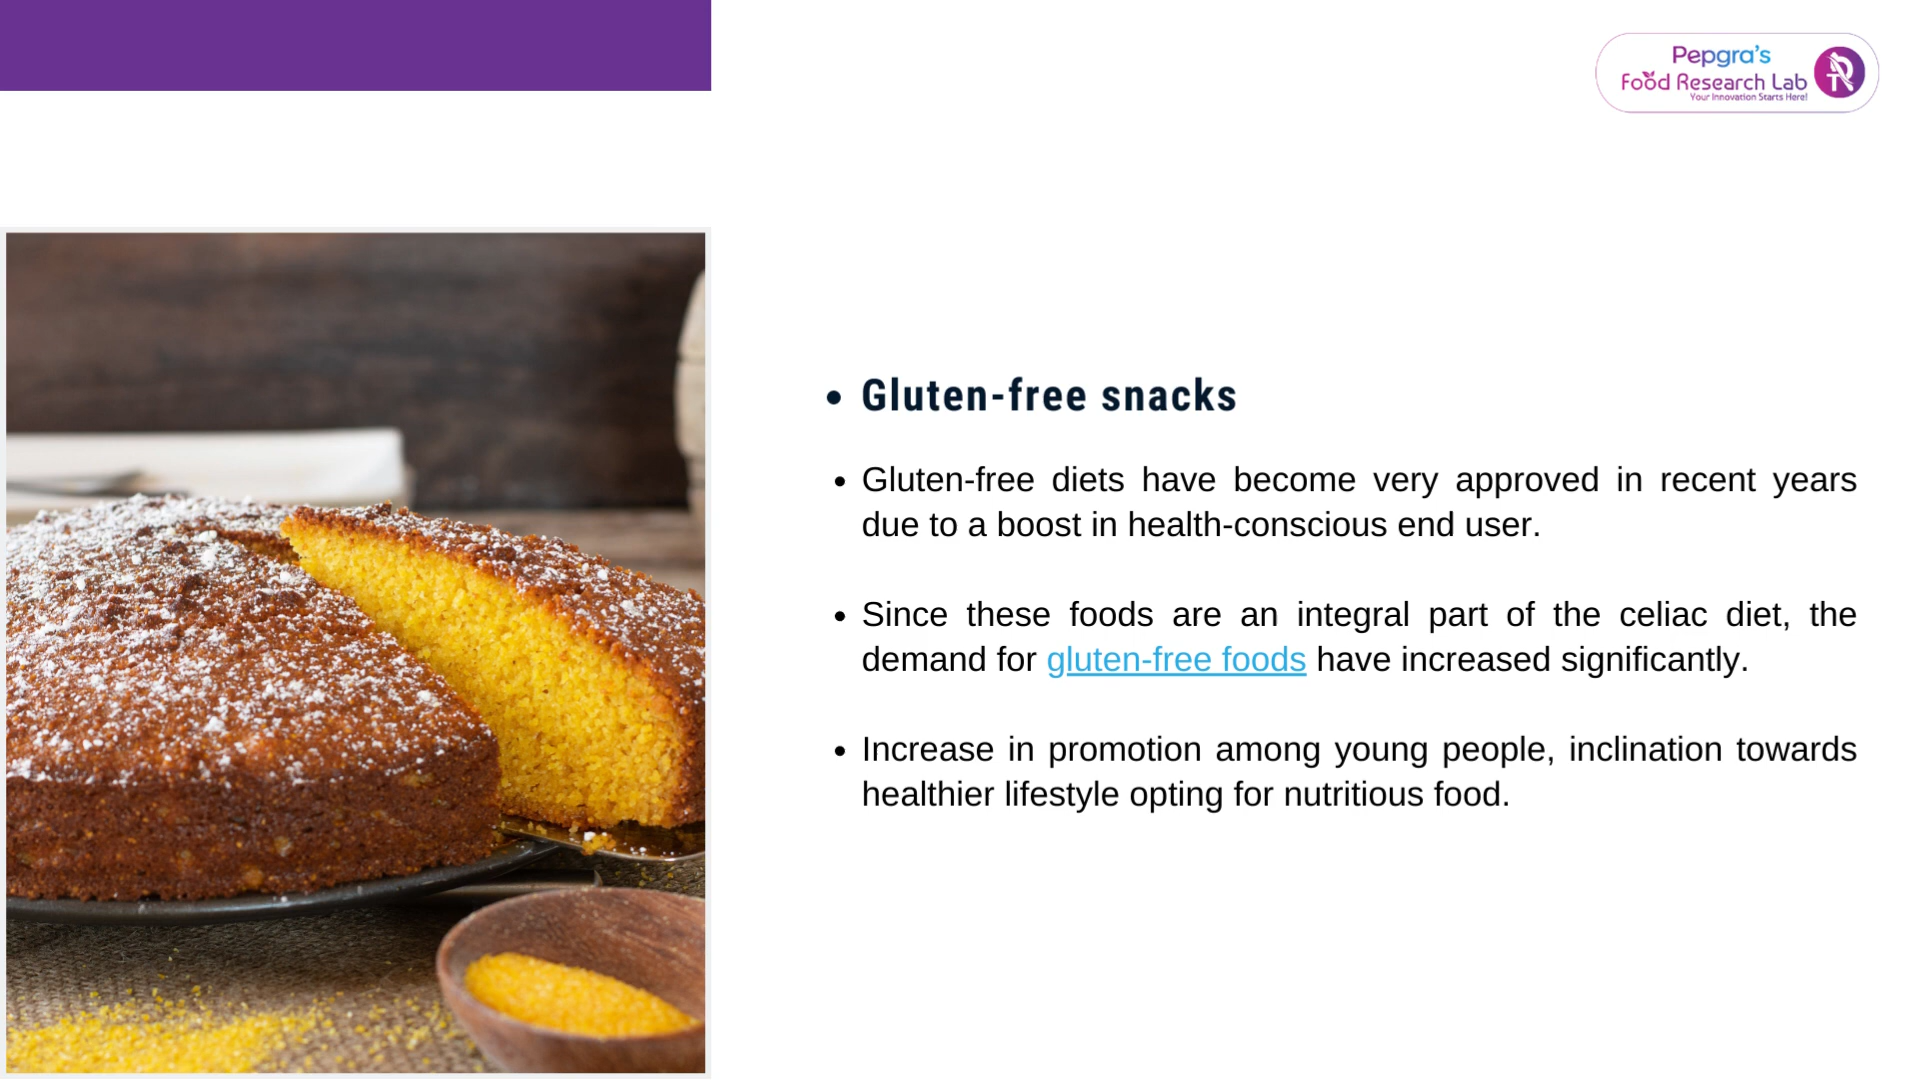 Pepgra's
Food Research Lab
Your Innovation Starts Here!
• Gluten-free snacks
• Gluten-free diets have become very approved in recent years
due to a boost in health-conscious end user.
• Since these foods are an integral part of the celiac diet, the
demand for gluten-free foods have increased significantly.
• Increase in promotion among young people, inclination towards
healthier lifestyle opting for nutritious food.